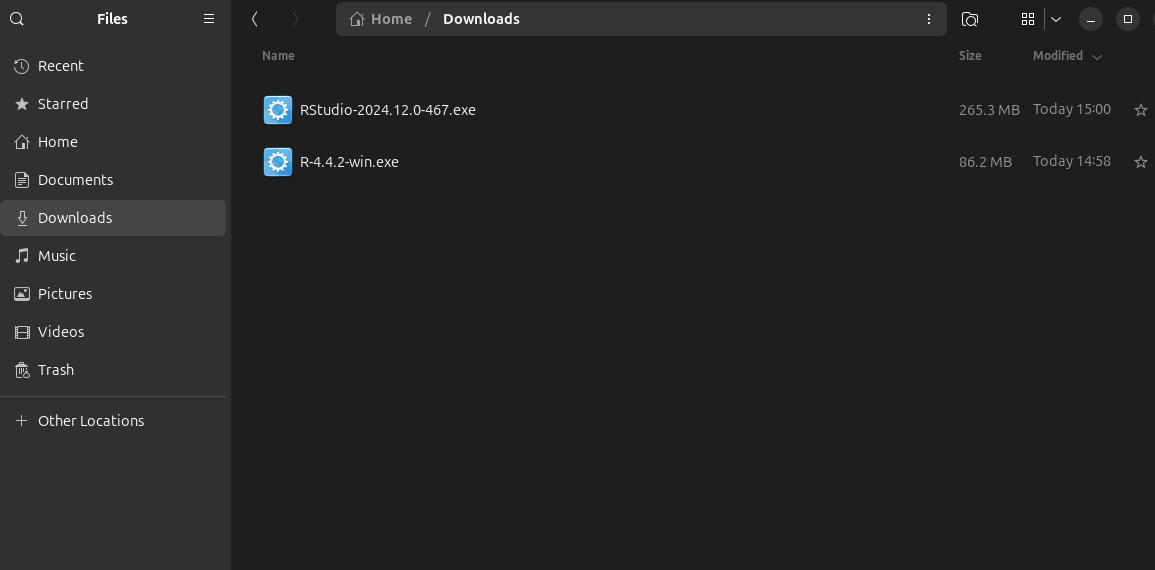 Files
Home / Downloads
Recent
Starred
Home
Documents
Downloads
Music
Pictures
Videos
Trash
Other Locations
Name Size Modified
RStudio-2024.12.0-467.exe 265.3 MB Today 15:00
R-4.4.2-win.exe 86.2 MB Today 14:58